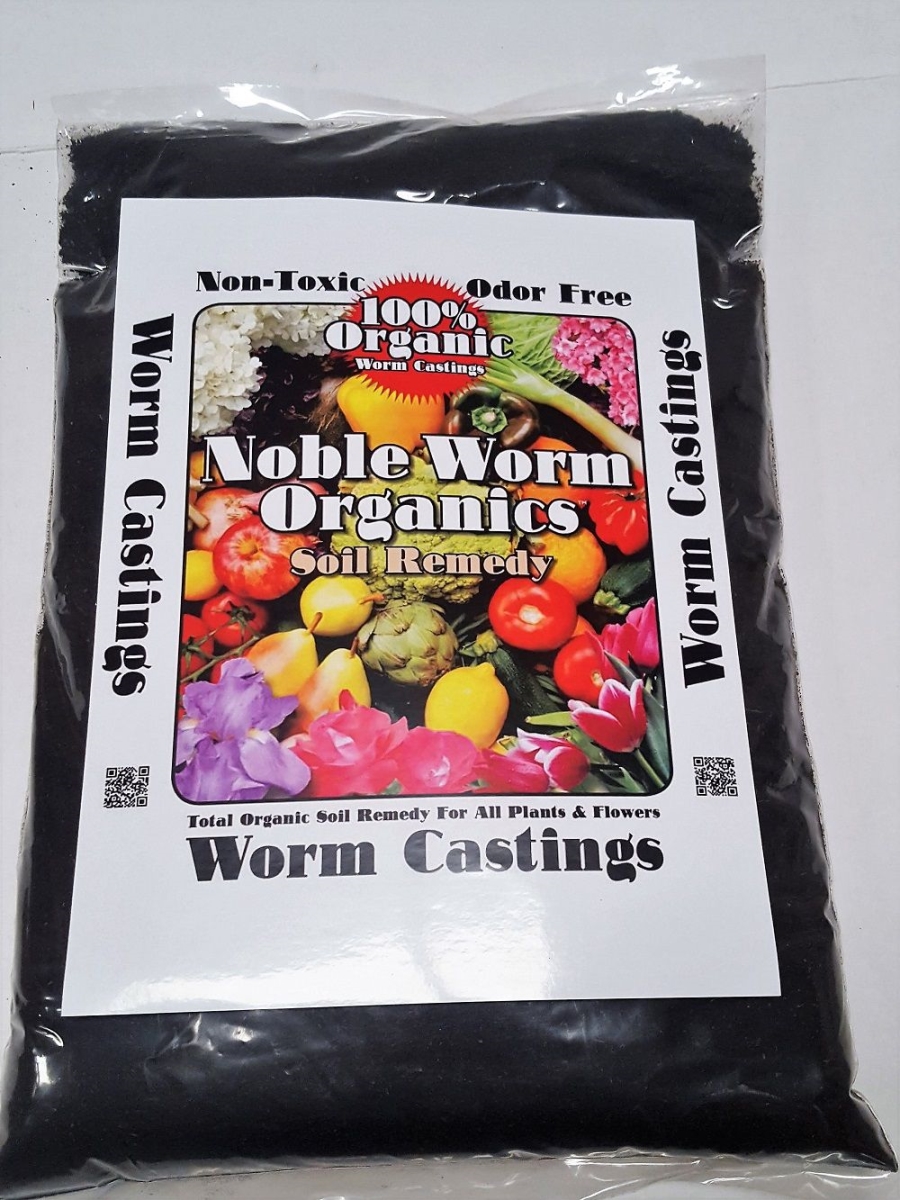 Non-Toxic
Odor Free
100%
Organic
Worm Castings
Worm Castings
Worm Castings
Noble Worm
Organics™
Soil Remedy
Total Organic Soil Remedy For All Plants & Flowers
Worm Castings